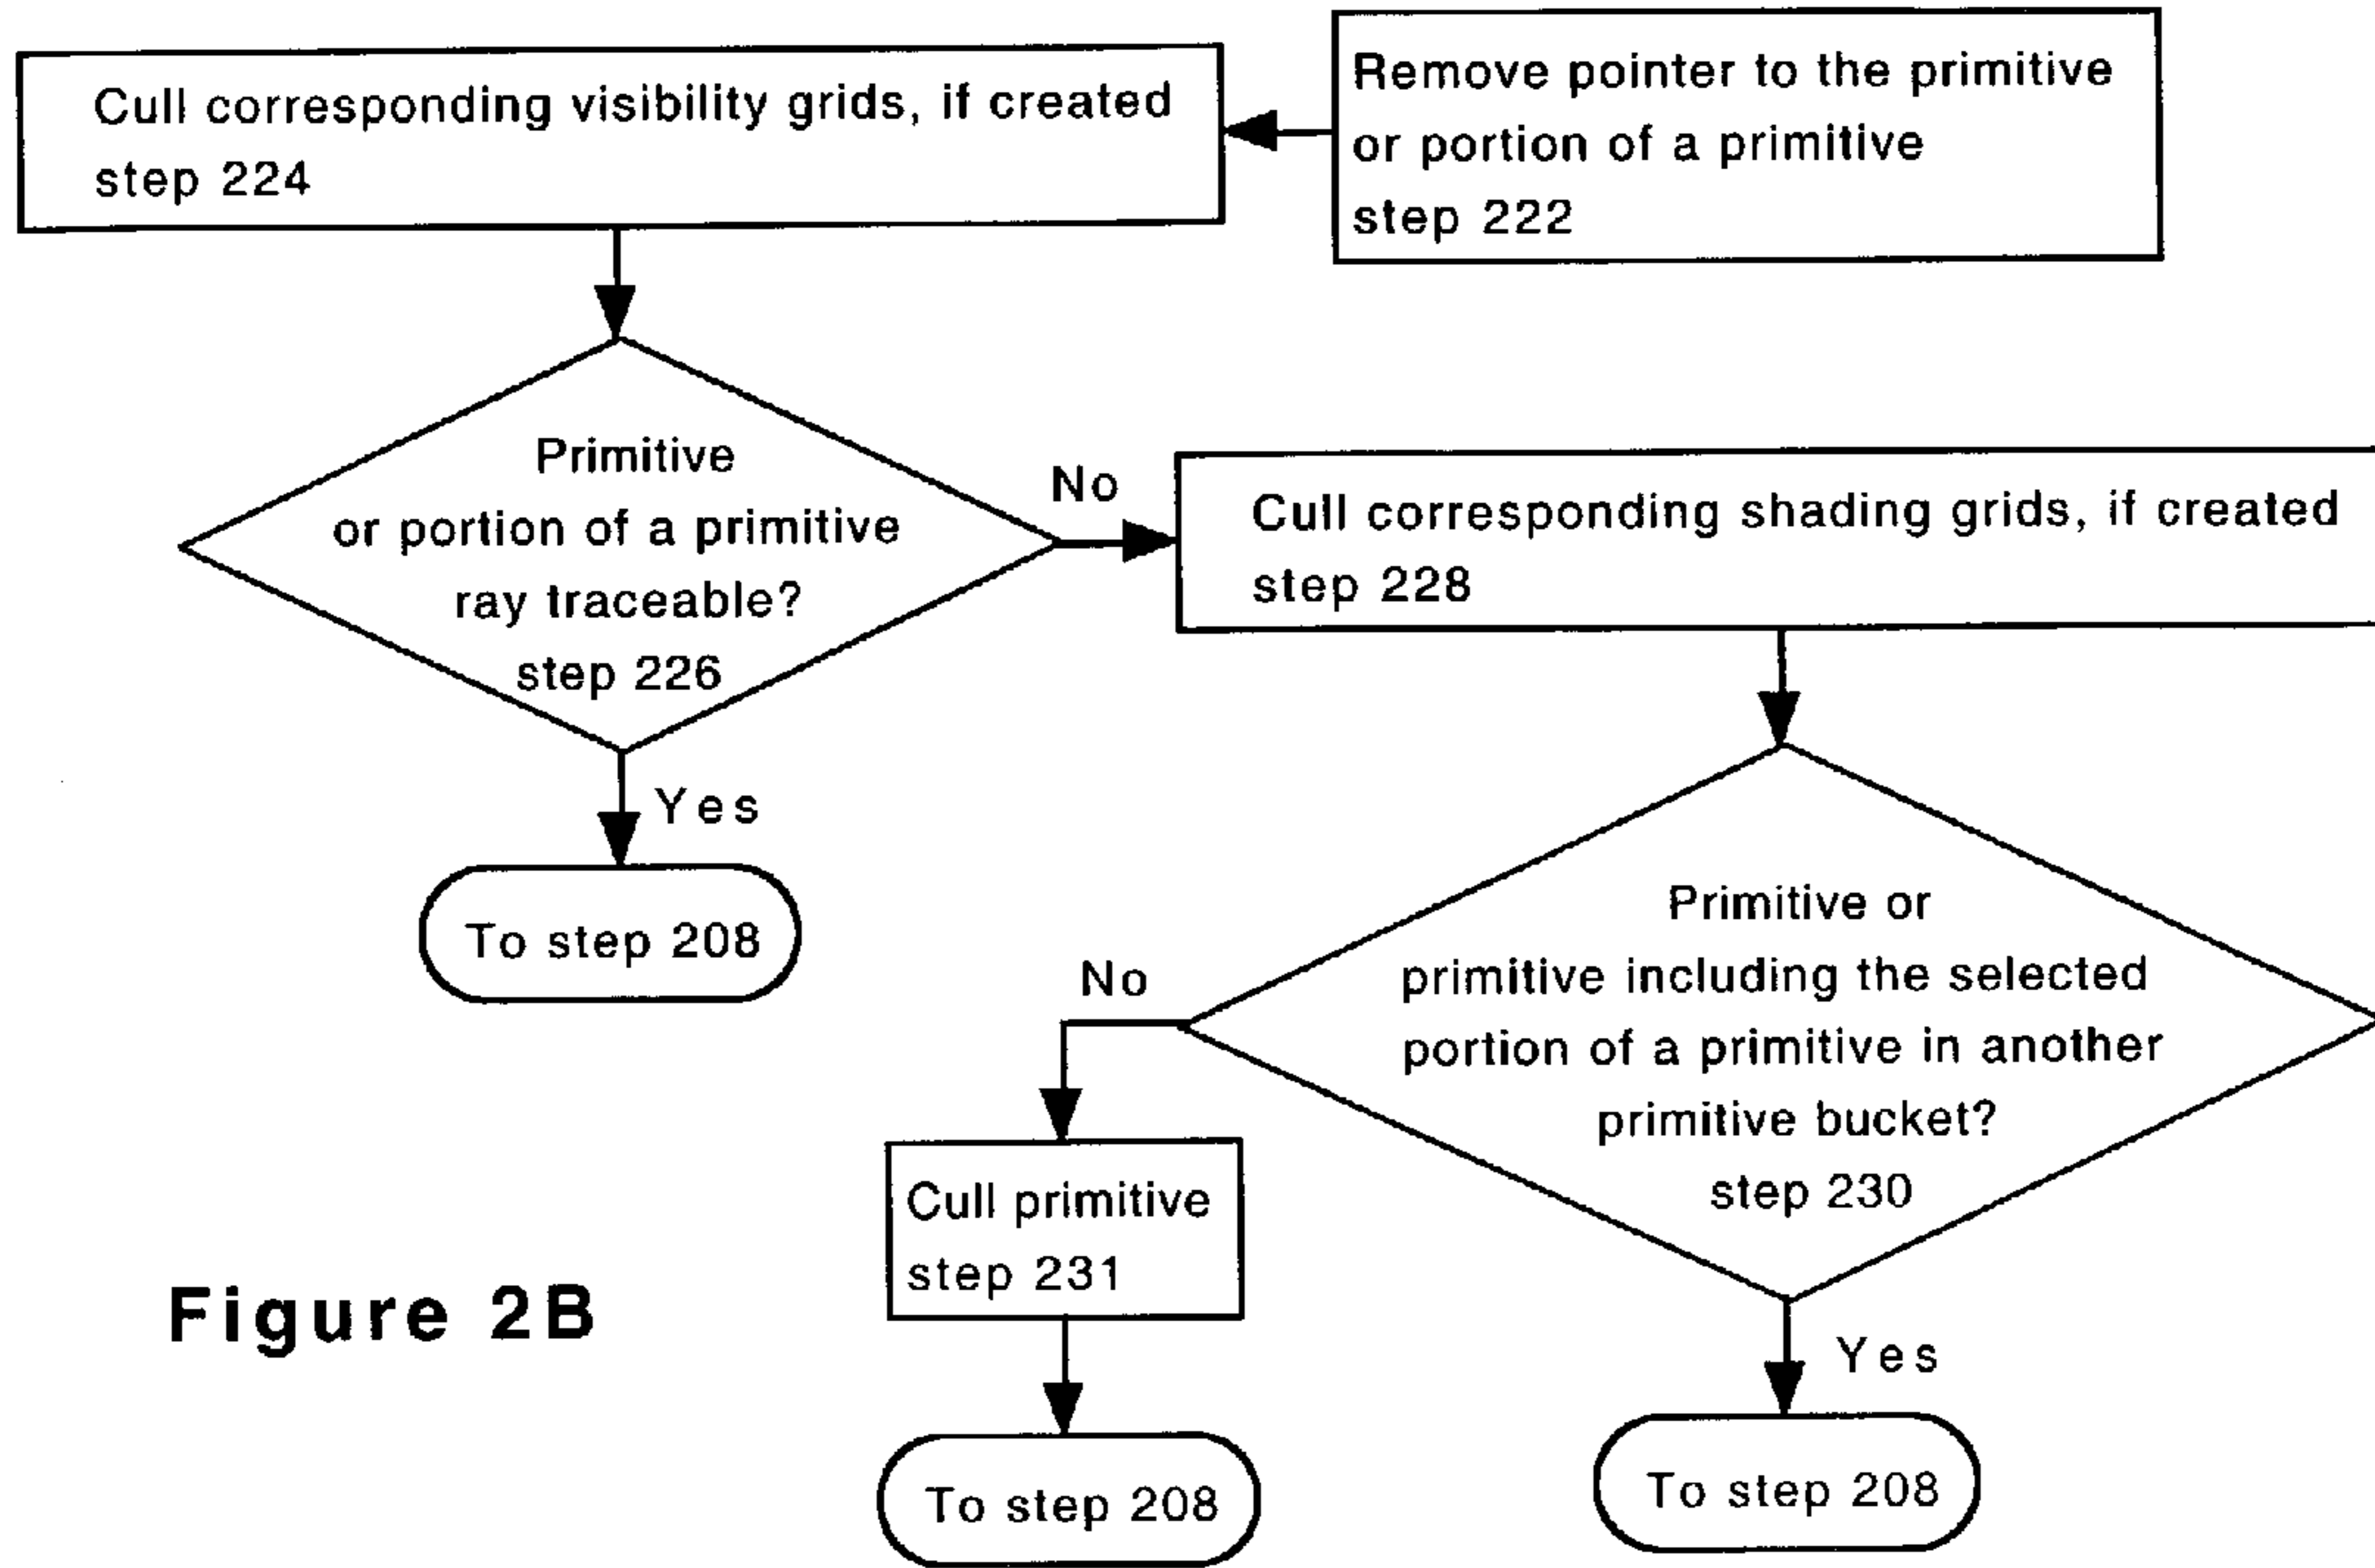 Remove pointer to the primitive
or portion of a primitive
step 222
Cull corresponding visibility grids, if created
step 224
Primitive
or portion of a primitive
ray traceable?
step 226
No
Yes
To step 208
Cull corresponding shading grids, if created
step 228
Primitive or
primitive including the selected
portion of a primitive in another
primitive bucket?
step 230
No
Cull primitive
step 231
To step 208
Yes
To step 208
Figure 2B